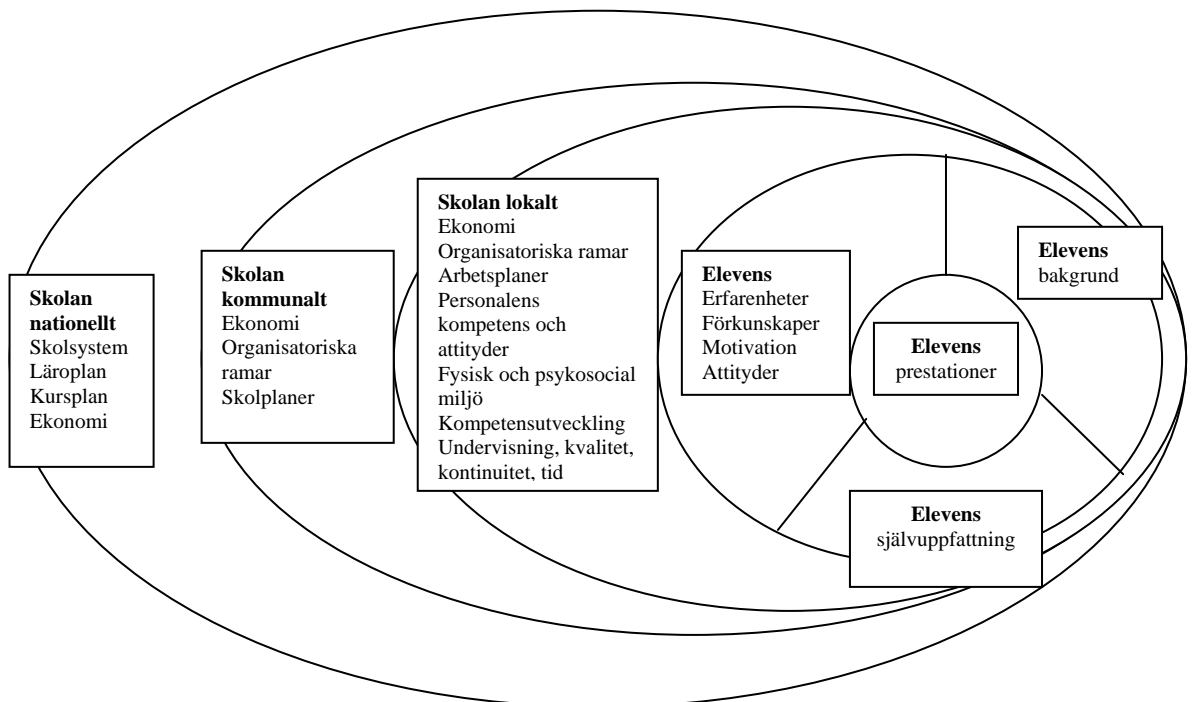 Skolan
nationellt
Skolsystem
Läroplan
Kursplan
Ekonomi
Skolan
kommunalt
Ekonomi
Organisatoriska
ramar
Skolplaner
Skolan lokalt
Ekonomi
Organisatoriska ramar
Arbetsplaner
Personalens
kompetens och
attityder
Fysisk och psykosocial
miljö
Kompetensutveckling
Undervisning, kvalitet,
kontinuitet, tid
Elevens
Erfarenheter
Förkunskaper
Motivation
Attityder
Elevens
prestationer
Elevens
bakgrund
Elevens
självuppfattning